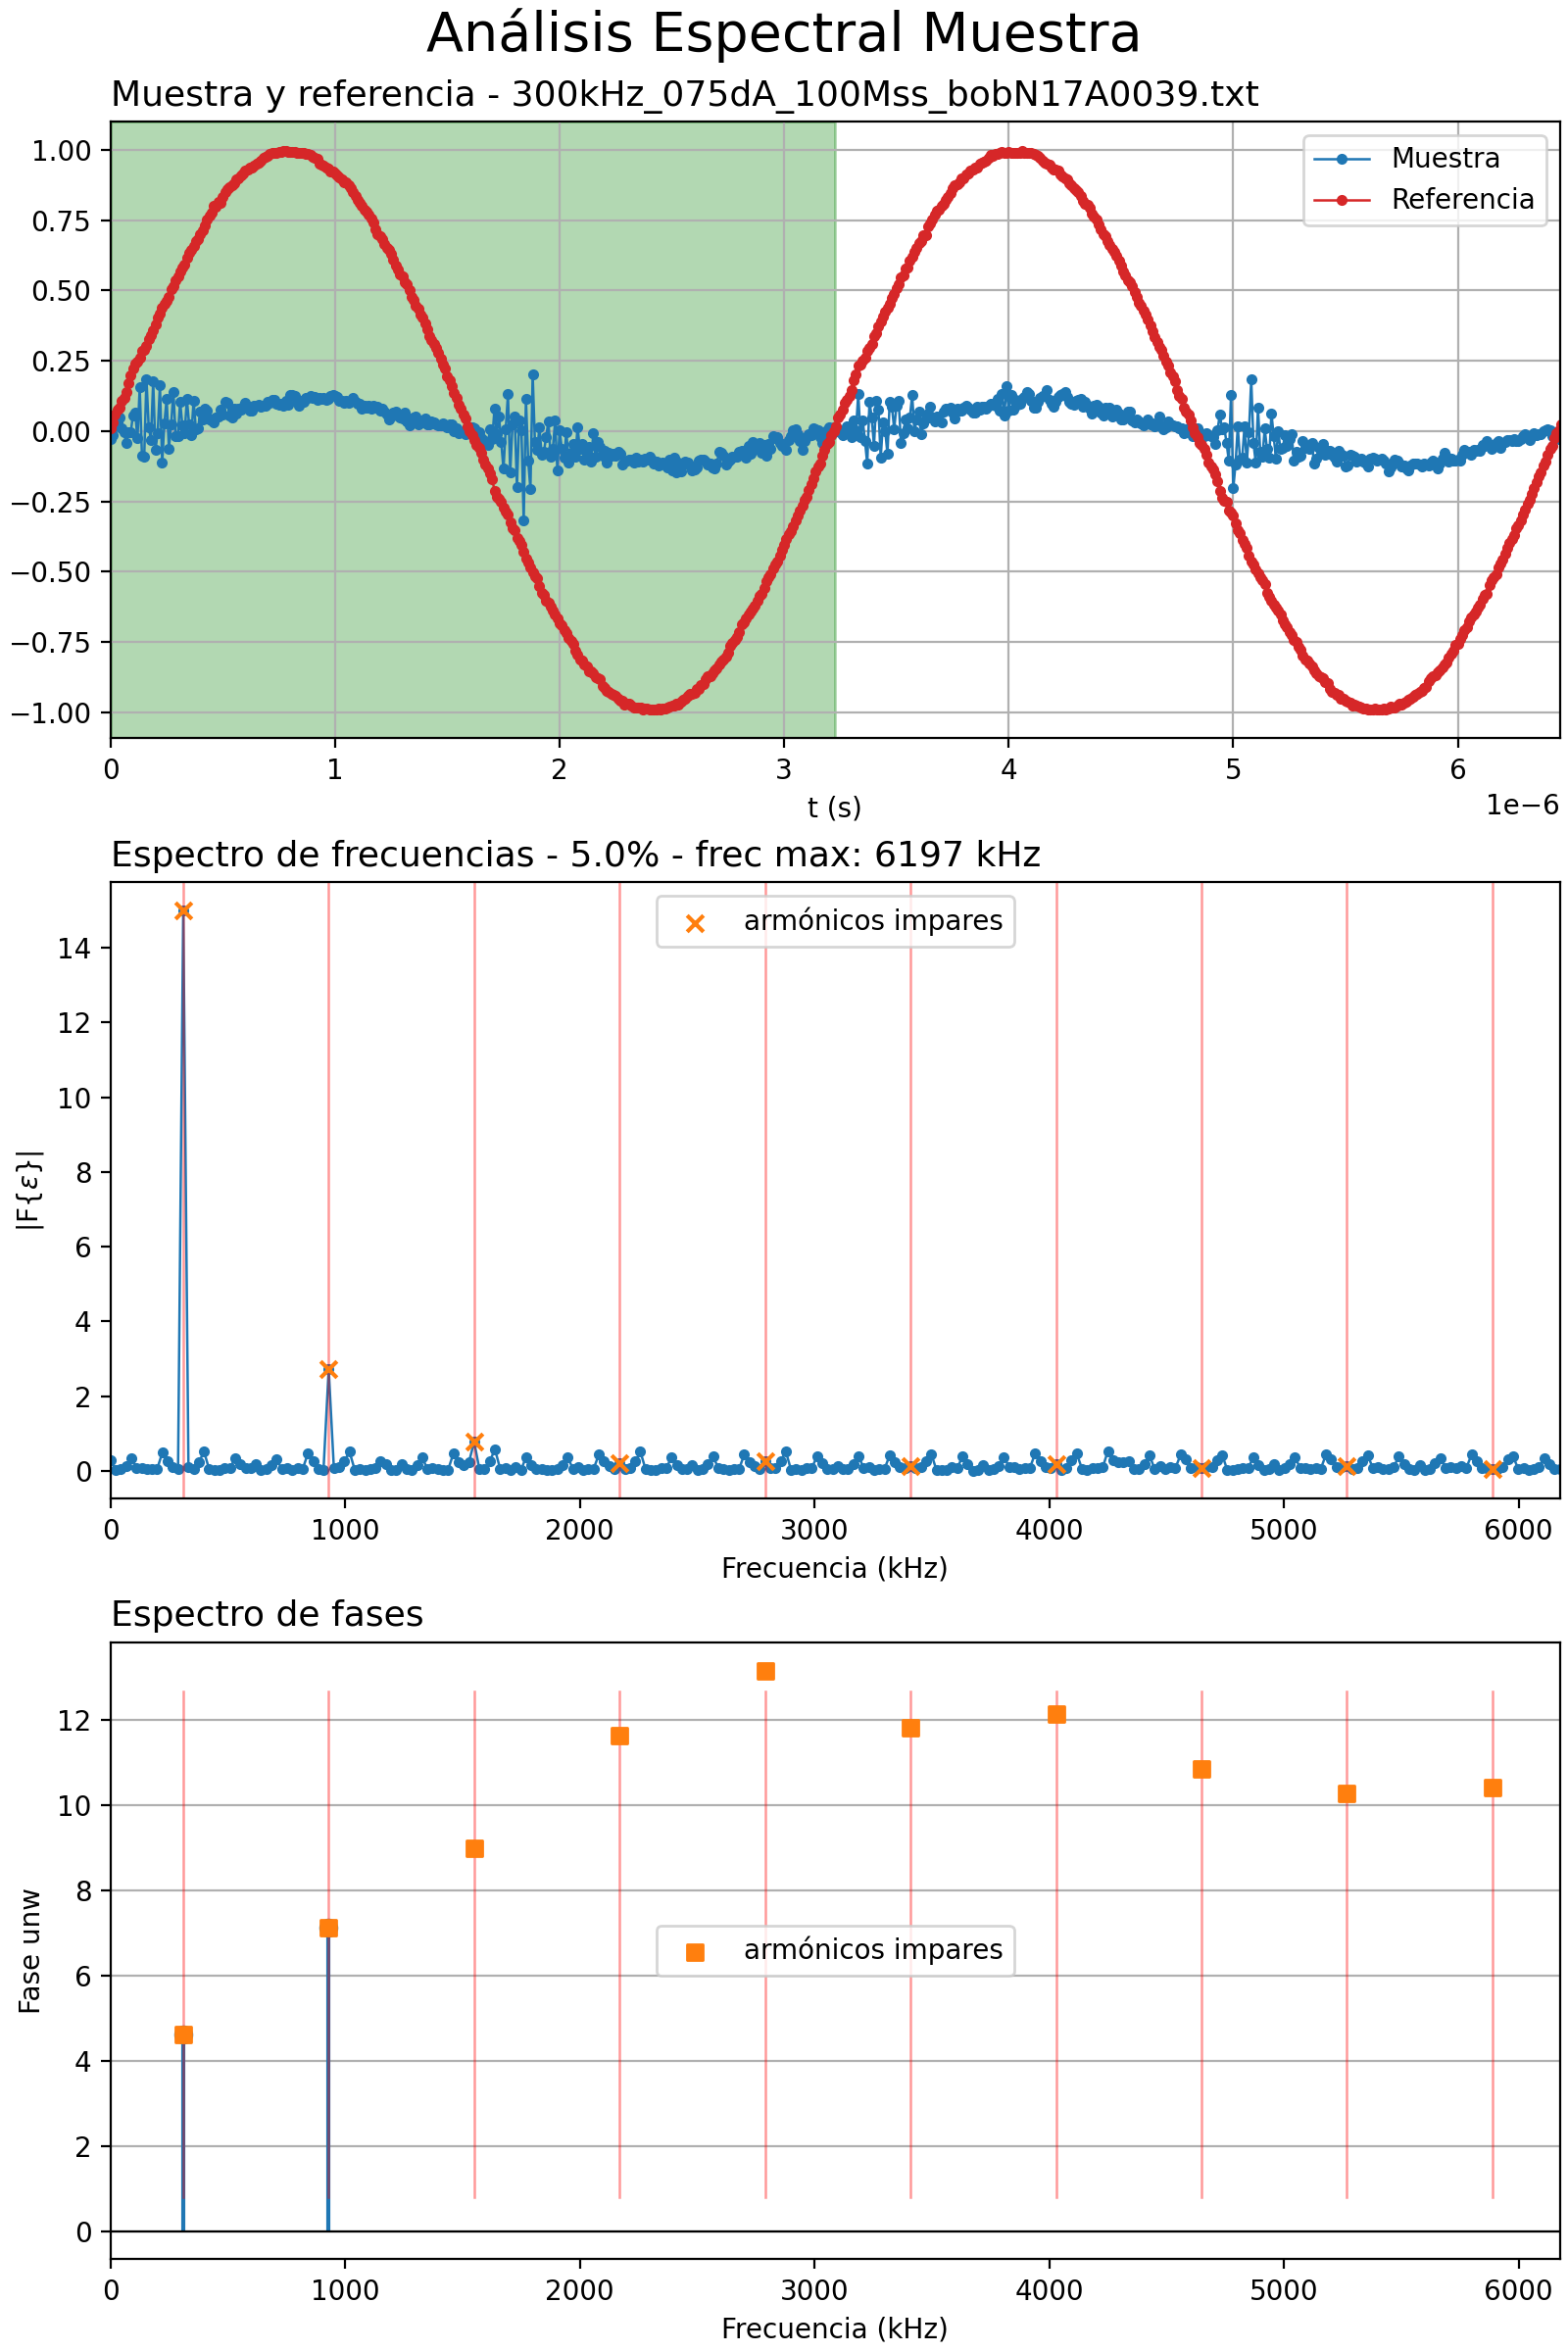 Análisis Espectral Muestra
Muestra y referencia - 300kHz_075dA_100Mss_bobN17A0039.txt
1.00
0.75
0.50
0.25
0.00
−0.25
−0.50
−0.75
−1.00
Muestra
Referencia
0 1 2 3 4 5 6
1e−6
t (s)
Espectro de frecuencias - 5.0% - frec max: 6197 kHz
armónicos impares
14
12
10
8
6
4
2
0
|F{ε}|
0 1000 2000 3000 4000 5000 6000
Frecuencia (kHz)
Espectro de fases
12
10
8
6
4
2
0
Fase unw
armónicos impares
0 1000 2000 3000 4000 5000 6000
Frecuencia (kHz)